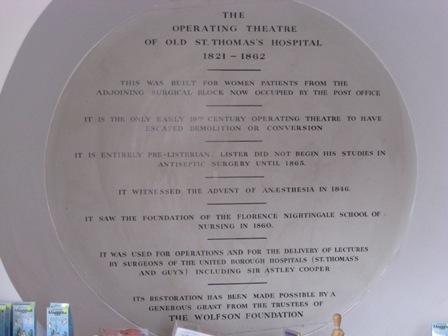 THE
OPERATING THEATRE
OF OLD ST. THOMAS'S HOSPITAL
1821 - 1862
THIS WAS BUILT FOR WOMEN PATIENTS FROM THE
ADJOINING SURGICAL BLOCK NOW OCCUPIED BY THE POST OFFICE
IT IS THE ONLY EARLY 19TH CENTURY OPERATING THEATRE TO HAVE
ESCAPED DEMOLITION OR CONVERSION
IT IS ENTIRELY PRE-LISTERIAN. LISTER DID NOT BEGIN HIS STUDIES IN
ANTISEPTIC SURGERY UNTIL 1865.
IT WITNESSED THE ADVENT OF ANÆSTHESIA IN 1846.
IT SAW THE FOUNDATION OF THE FLORENCE NIGHTINGALE SCHOOL OF
NURSING IN 1860.
IT WAS USED FOR OPERATIONS AND FOR THE DELIVERY OF LECTURES
BY SURGEONS OF THE UNITED BOROUGH HOSPITALS (ST. THOMAS'S
AND GUY'S) INCLUDING SIR ASTLEY COOPER
ITS RESTORATION HAS BEEN MADE POSSIBLE BY A
GENEROUS GRANT FROM THE TRUSTEES OF
THE WOLFSON FOUNDATION